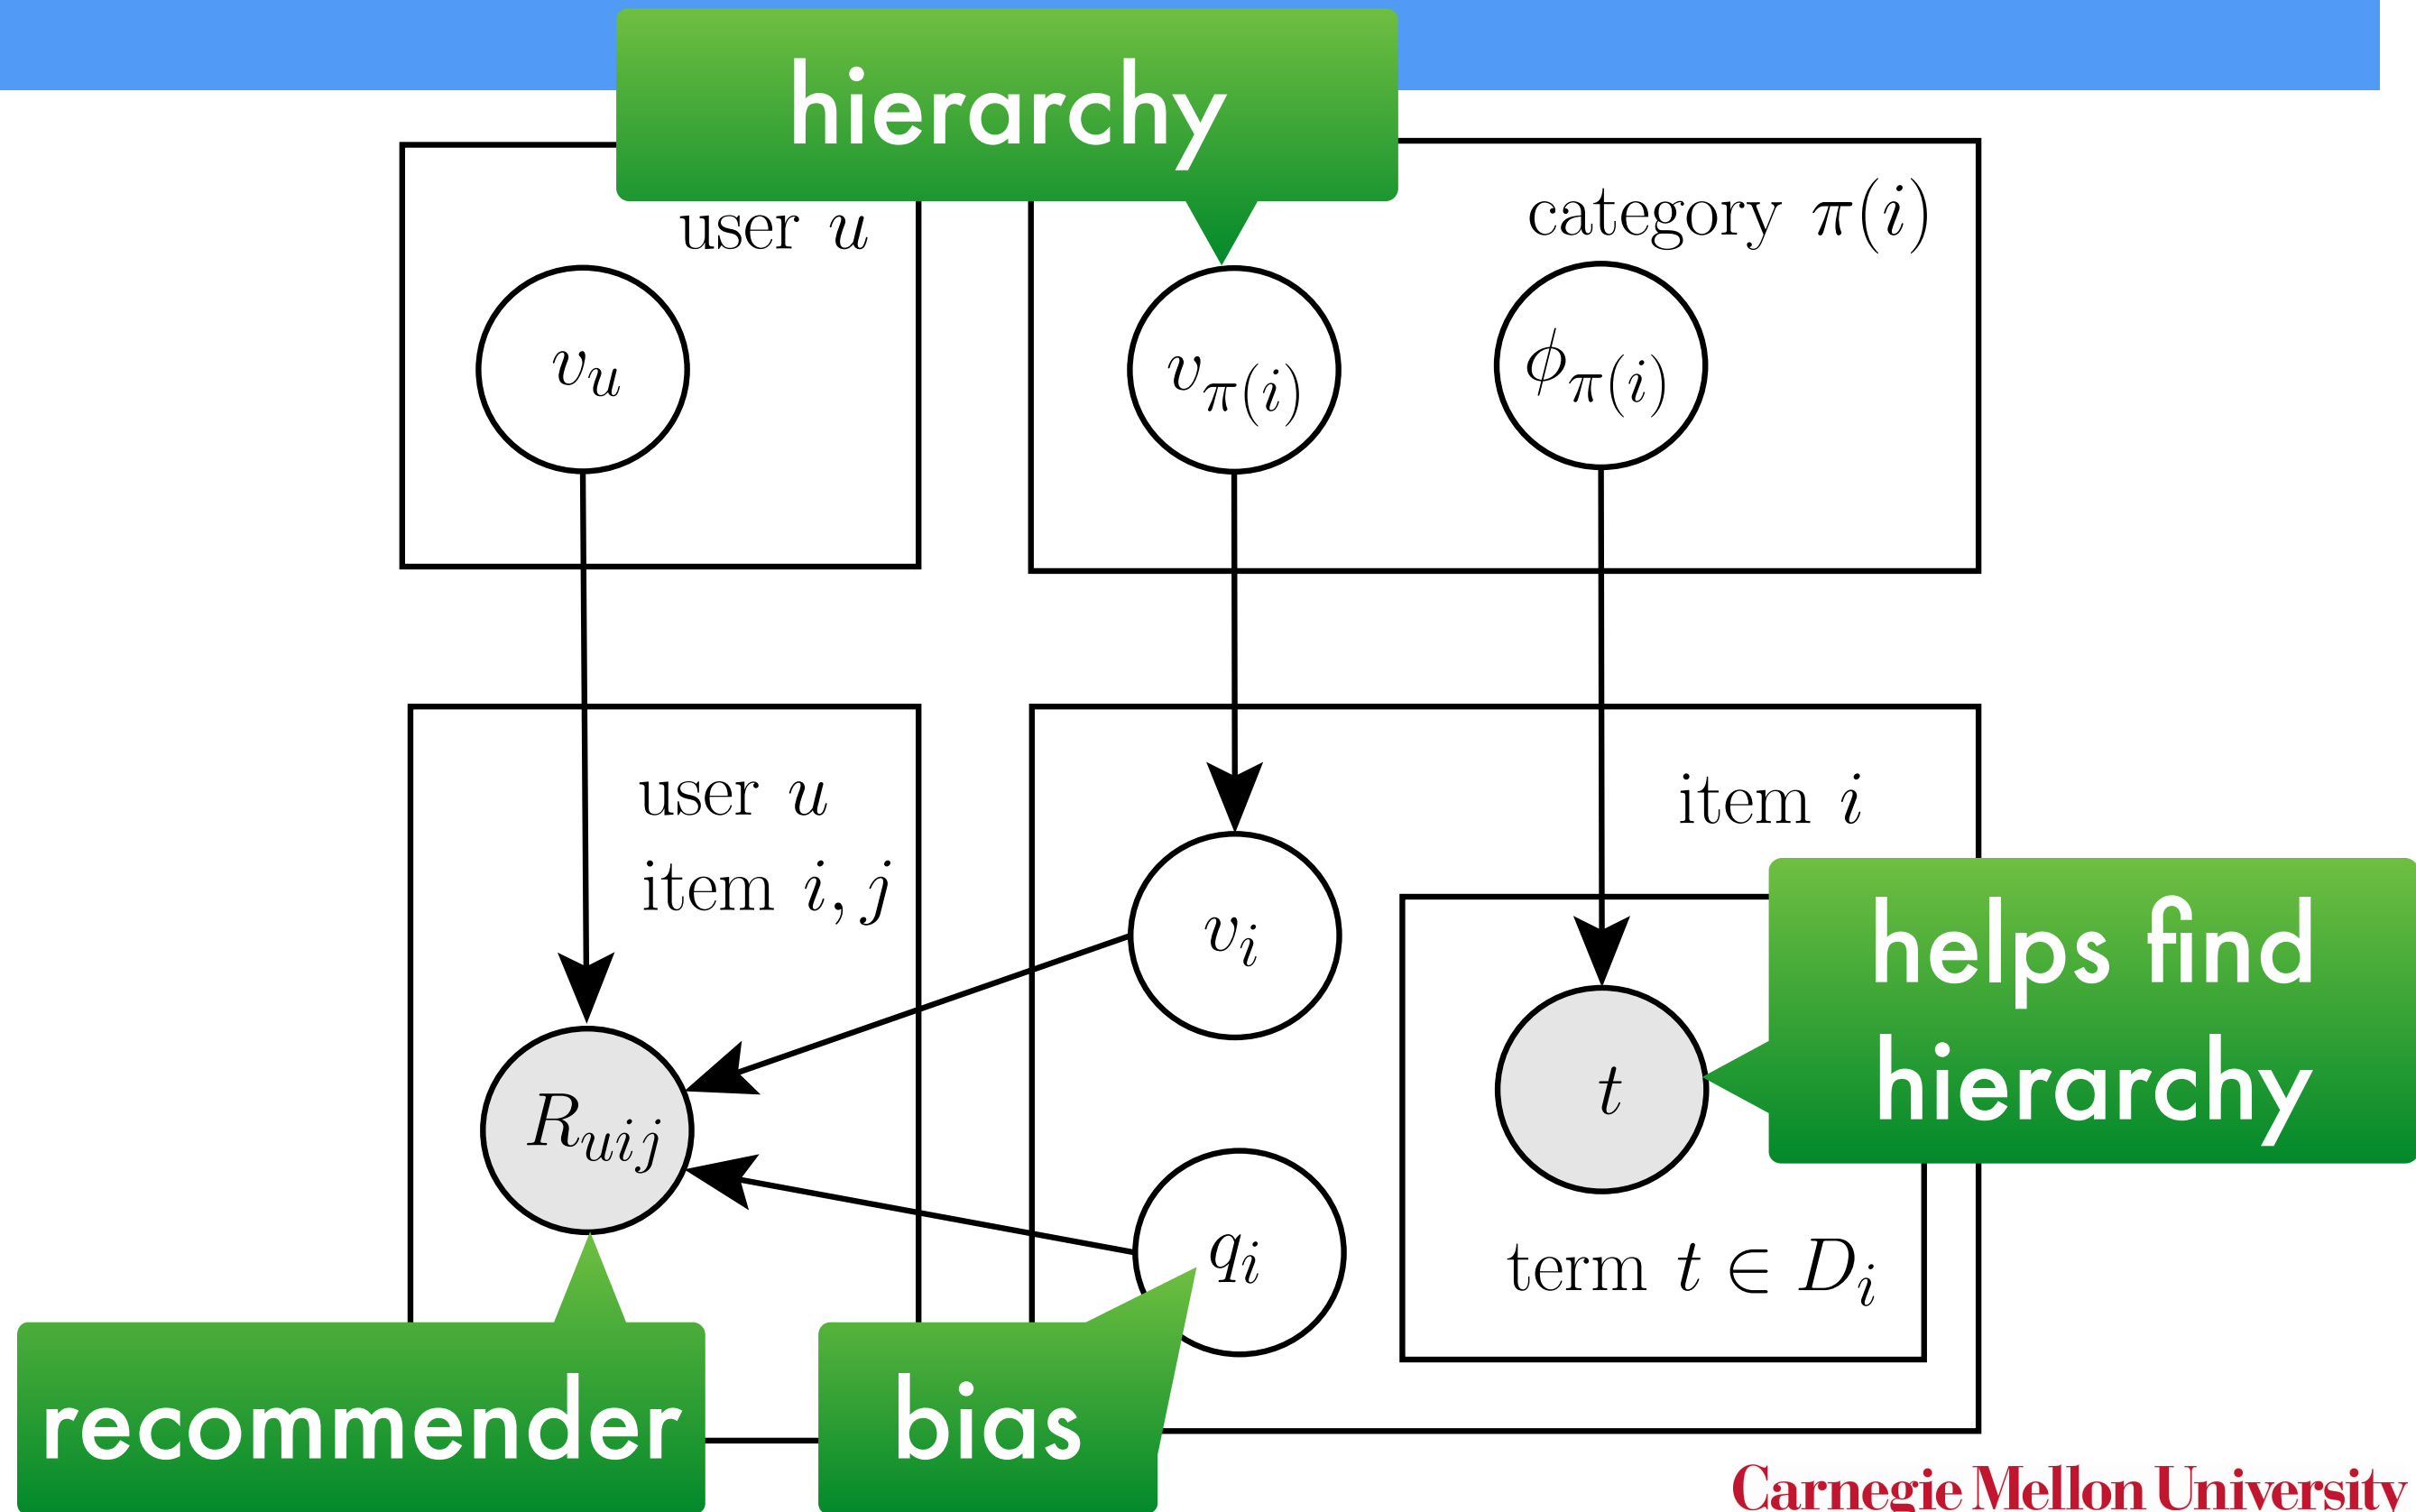 hierarchy
user u
category π(i)
v_u
v_π(i)
ϕ_π(i)
user u
item i, j
item i
v_i
helps find
hierarchy
t
R_uij
q_i
term t ∈ D_i
recommender
bias
Carnegie Mellon University